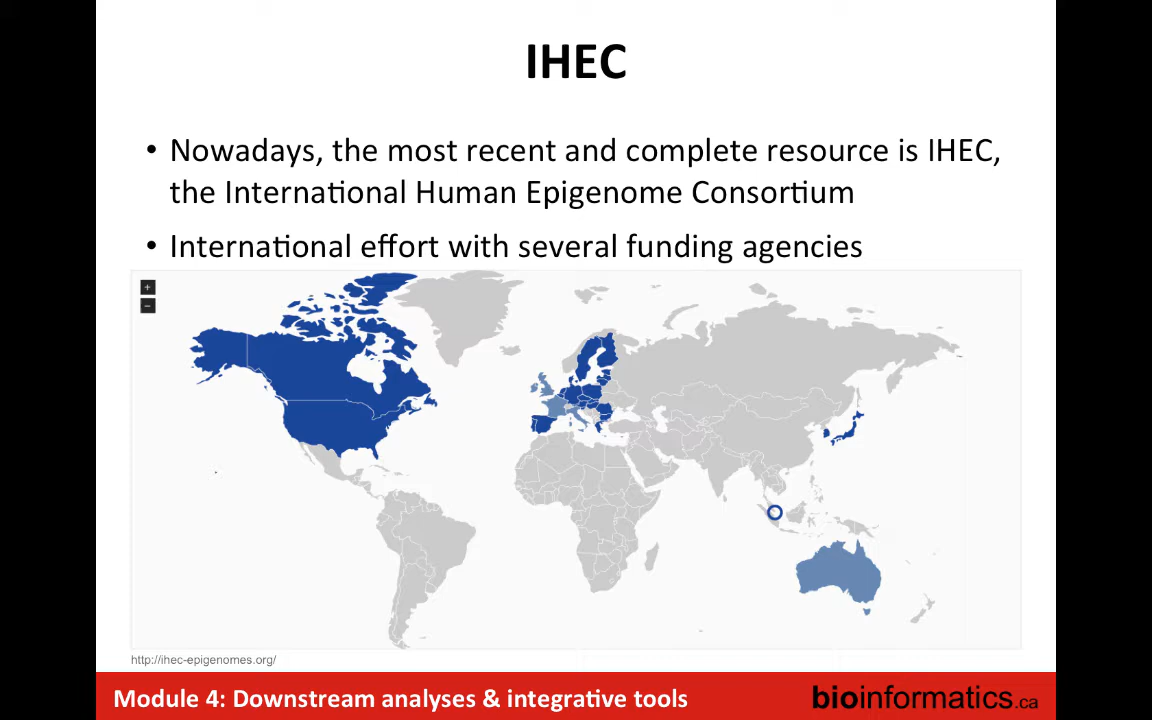 IHEC
• Nowadays, the most recent and complete resource is IHEC,
the International Human Epigenome Consortium
• International effort with several funding agencies
+
−
http://ihec-epigenomes.org/
Module 4: Downstream analyses & integrative tools
bioinformatics.ca